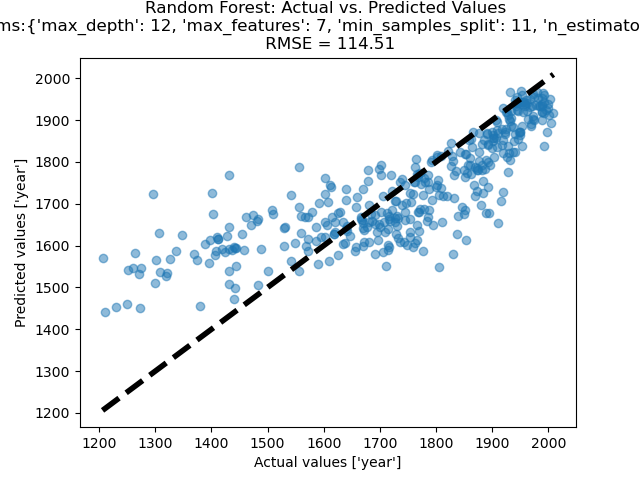 Random Forest: Actual vs. Predicted Values
ms:{'max_depth': 12, 'max_features': 7, 'min_samples_split': 11, 'n_estimato
RMSE = 114.51
2000
1900
1800
1700
1600
1500
1400
1300
1200
Predicted values ['year']
1200 1300 1400 1500 1600 1700 1800 1900 2000
Actual values ['year']